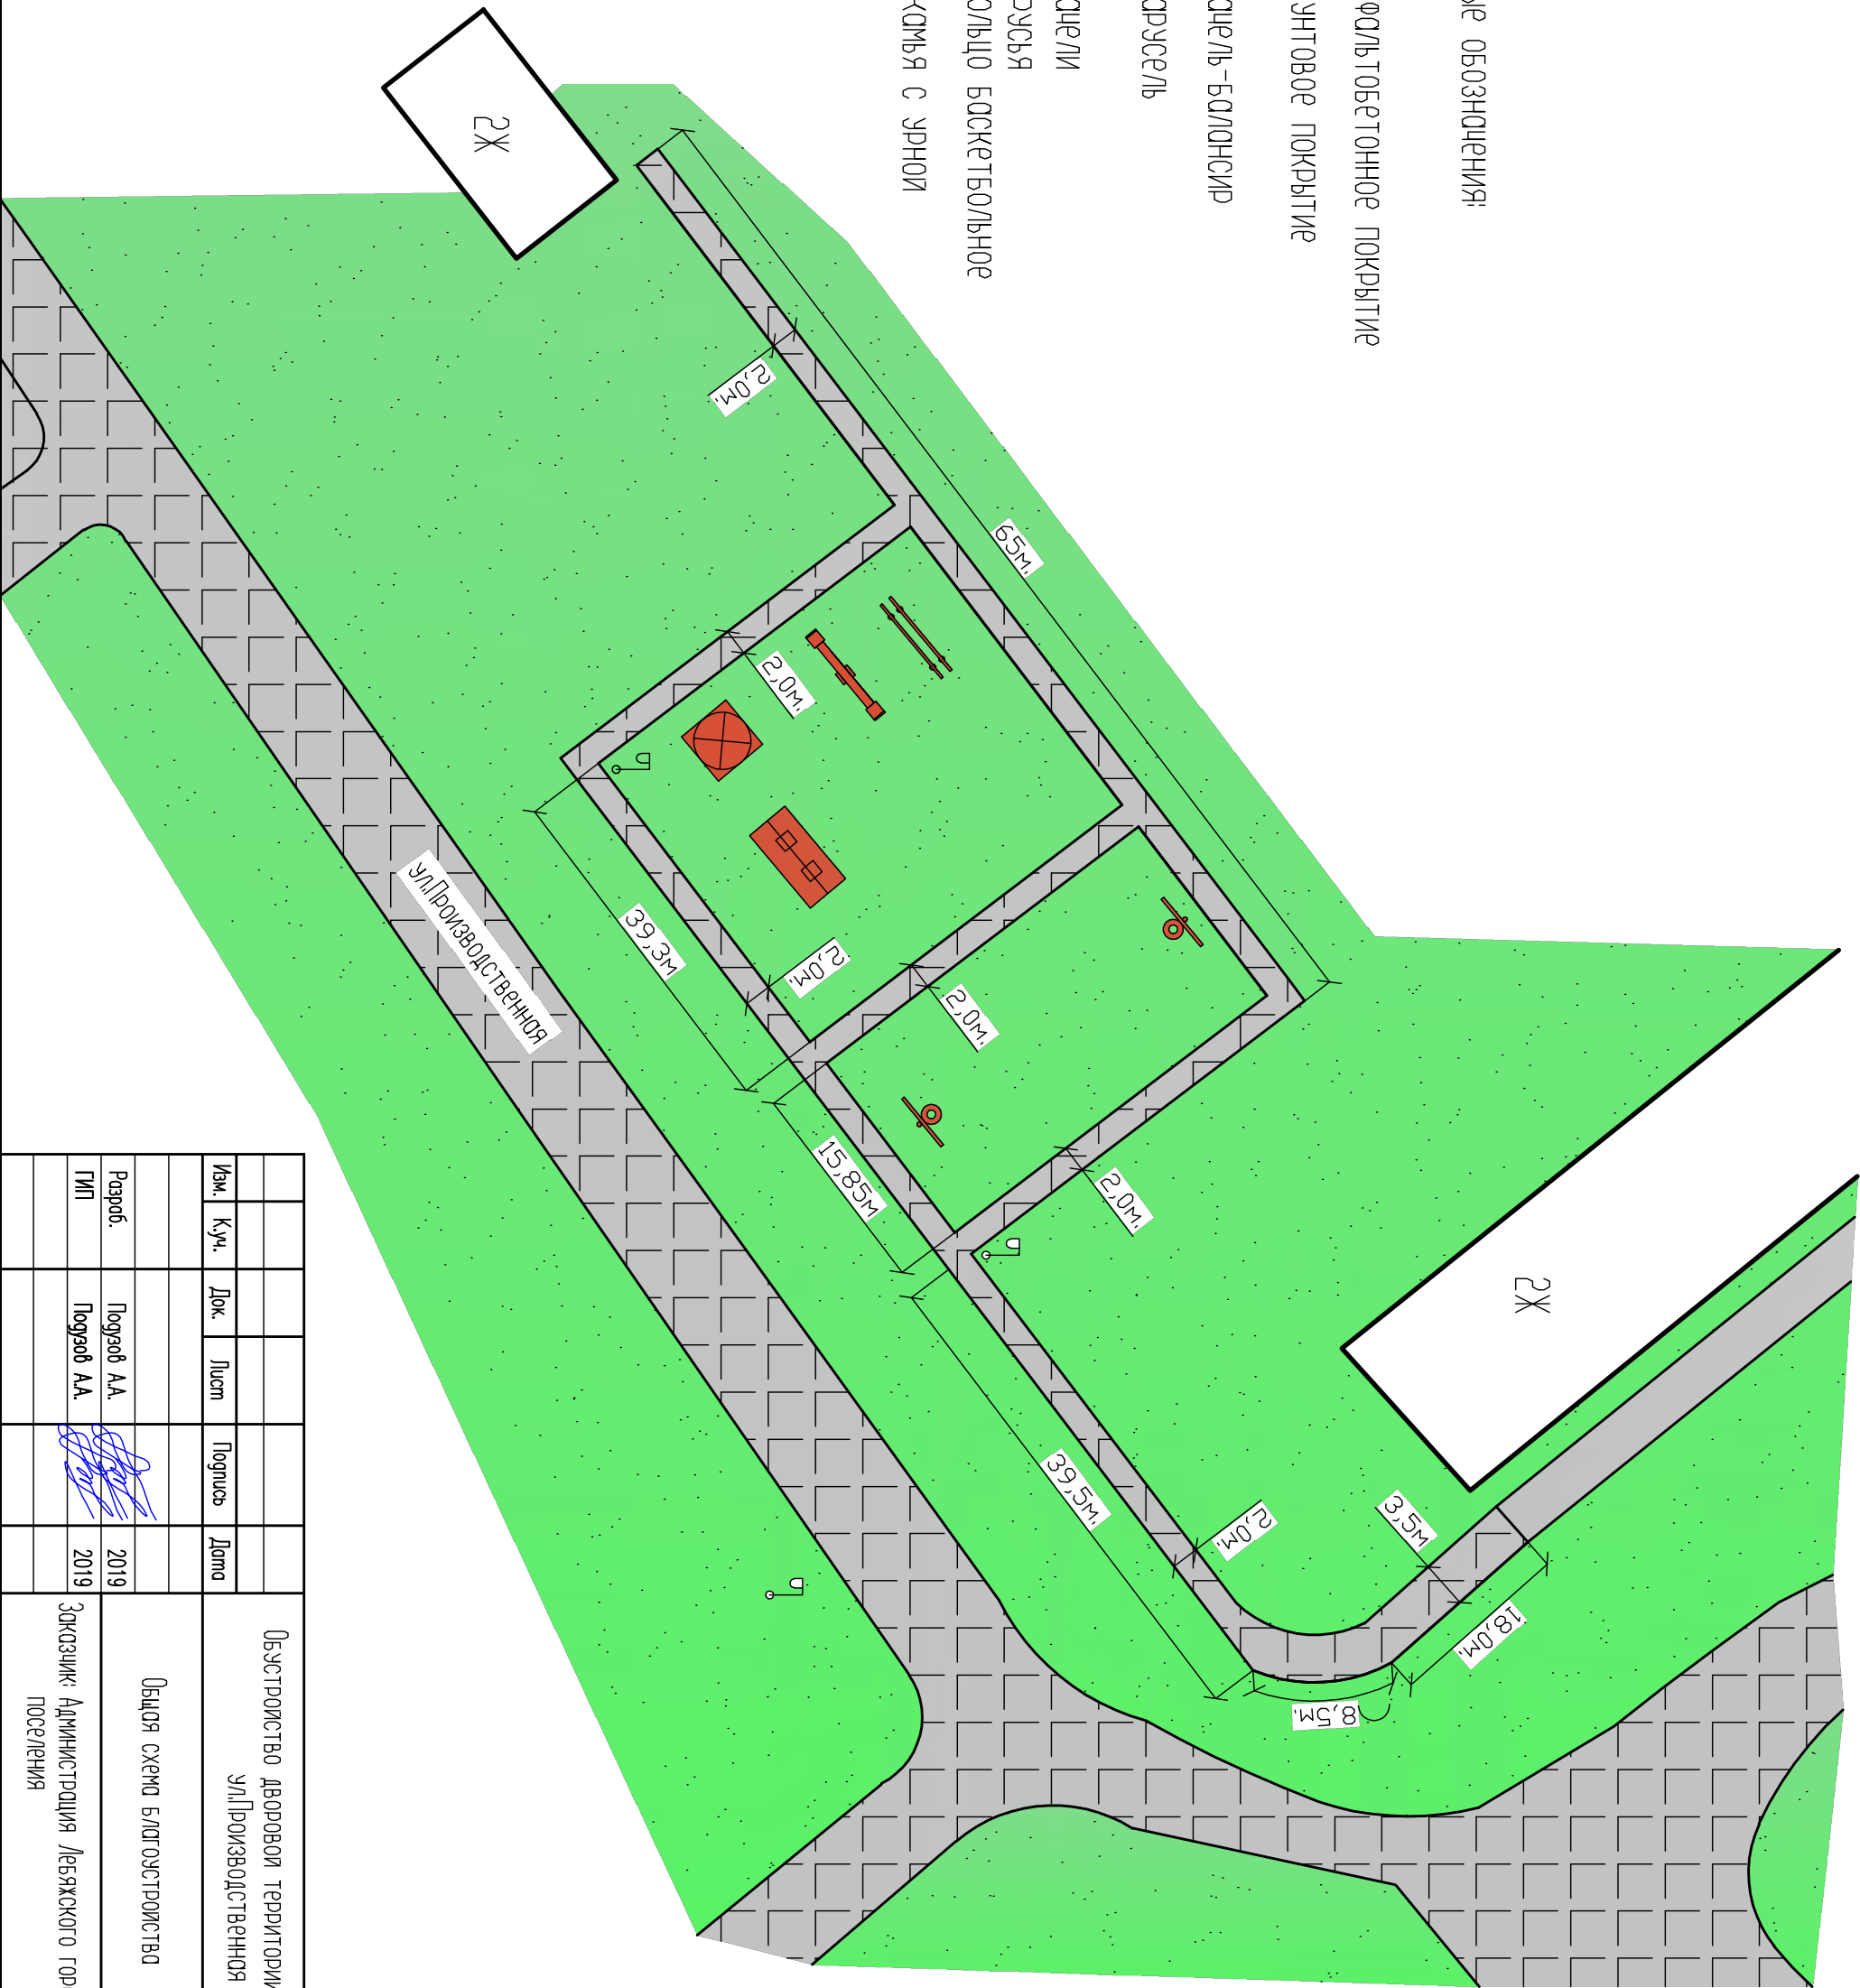 ые обозначения:
фальтобетонное покрытие
унтовое покрытие
ачель-балансир
арусель
ачели
русья
ольцо баскетбольное
камья с урной
2Ж
65м.
2,0м.
2,0м.
39,3м
2,0м.
2,0м.
15,85м
2,0м.
ул.Производственная
2Ж
39,5м.
2,0м.
3,5м
18,0м.
8,5м.
Изм. К.уч. Док. Лист Подпись Дата
Разраб. Подузов А.А. 2019
ГИП Подузов А.А. 2019
Обустройство дворовой территории
ул.Производственная
Общая схема благоустройства
Заказчик: Администрация Лебяжского гор
поселения